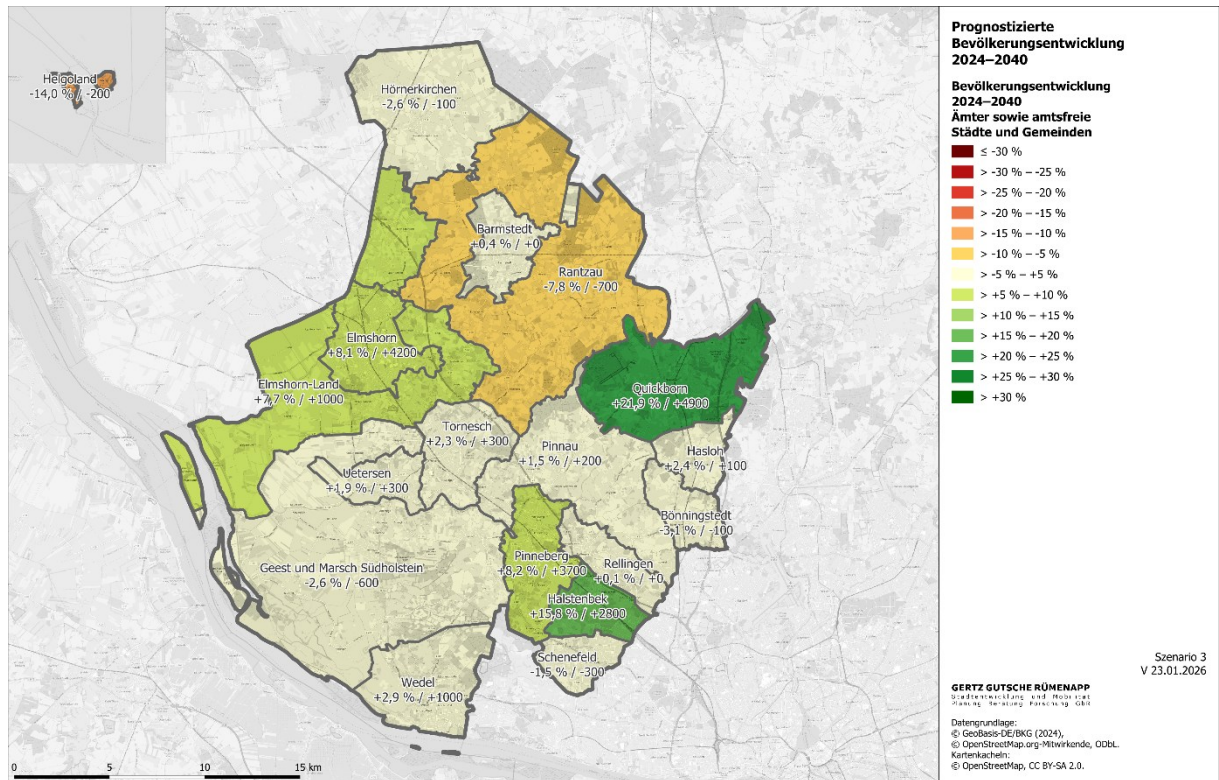 Helgoland
-14,0 % / -200
Hörnerkirchen
-2,6 % / -100
Barmstedt
+0,4 % / +0
Rantzau
-7,8 % / -700
Elmshorn
+8,1 % / +4200
Elmshorn-Land
+7,7 % / +1000
Quickborn
+21,9 % / +4900
Tornesch
+2,3 % / +300
Pinnau
+1,5 % / +200
Hasloh
+2,4 % / +100
Uetersen
+1,9 % / +300
Bönningstedt
-3,1 % / -100
Geest und Marsch Südholstein
-2,6 % / -600
Pinneberg
+8,2 % / +3700
Rellingen
+0,1 % / +0
Halstenbek
+15,8 % / +2800
Schenefeld
-1,5 % / -300
Wedel
+2,9 % / +1000
0 5 10 15 km
Prognostizierte
Bevölkerungsentwicklung
2024–2040
Bevölkerungsentwicklung
2024–2040
Ämter sowie amtsfreie
Städte und Gemeinden
≤ -30 %
> -30 % – -25 %
> -25 % – -20 %
> -20 % – -15 %
> -15 % – -10 %
> -10 % – -5 %
> -5 % – +5 %
> +5 % – +10 %
> +10 % – +15 %
> +15 % – +20 %
> +20 % – +25 %
> +25 % – +30 %
> +30 %
Szenario 3
V 23.01.2026
GERTZ GUTSCHE RÜMENAPP
Stadtentwicklung und Mobilität
Planung Beratung Forschung GbR
Datengrundlage:
© GeoBasis-DE/BKG (2024),
© OpenStreetMap.org-Mitwirkende, ODbL.
Kartenkacheln:
© OpenStreetMap, CC BY-SA 2.0.